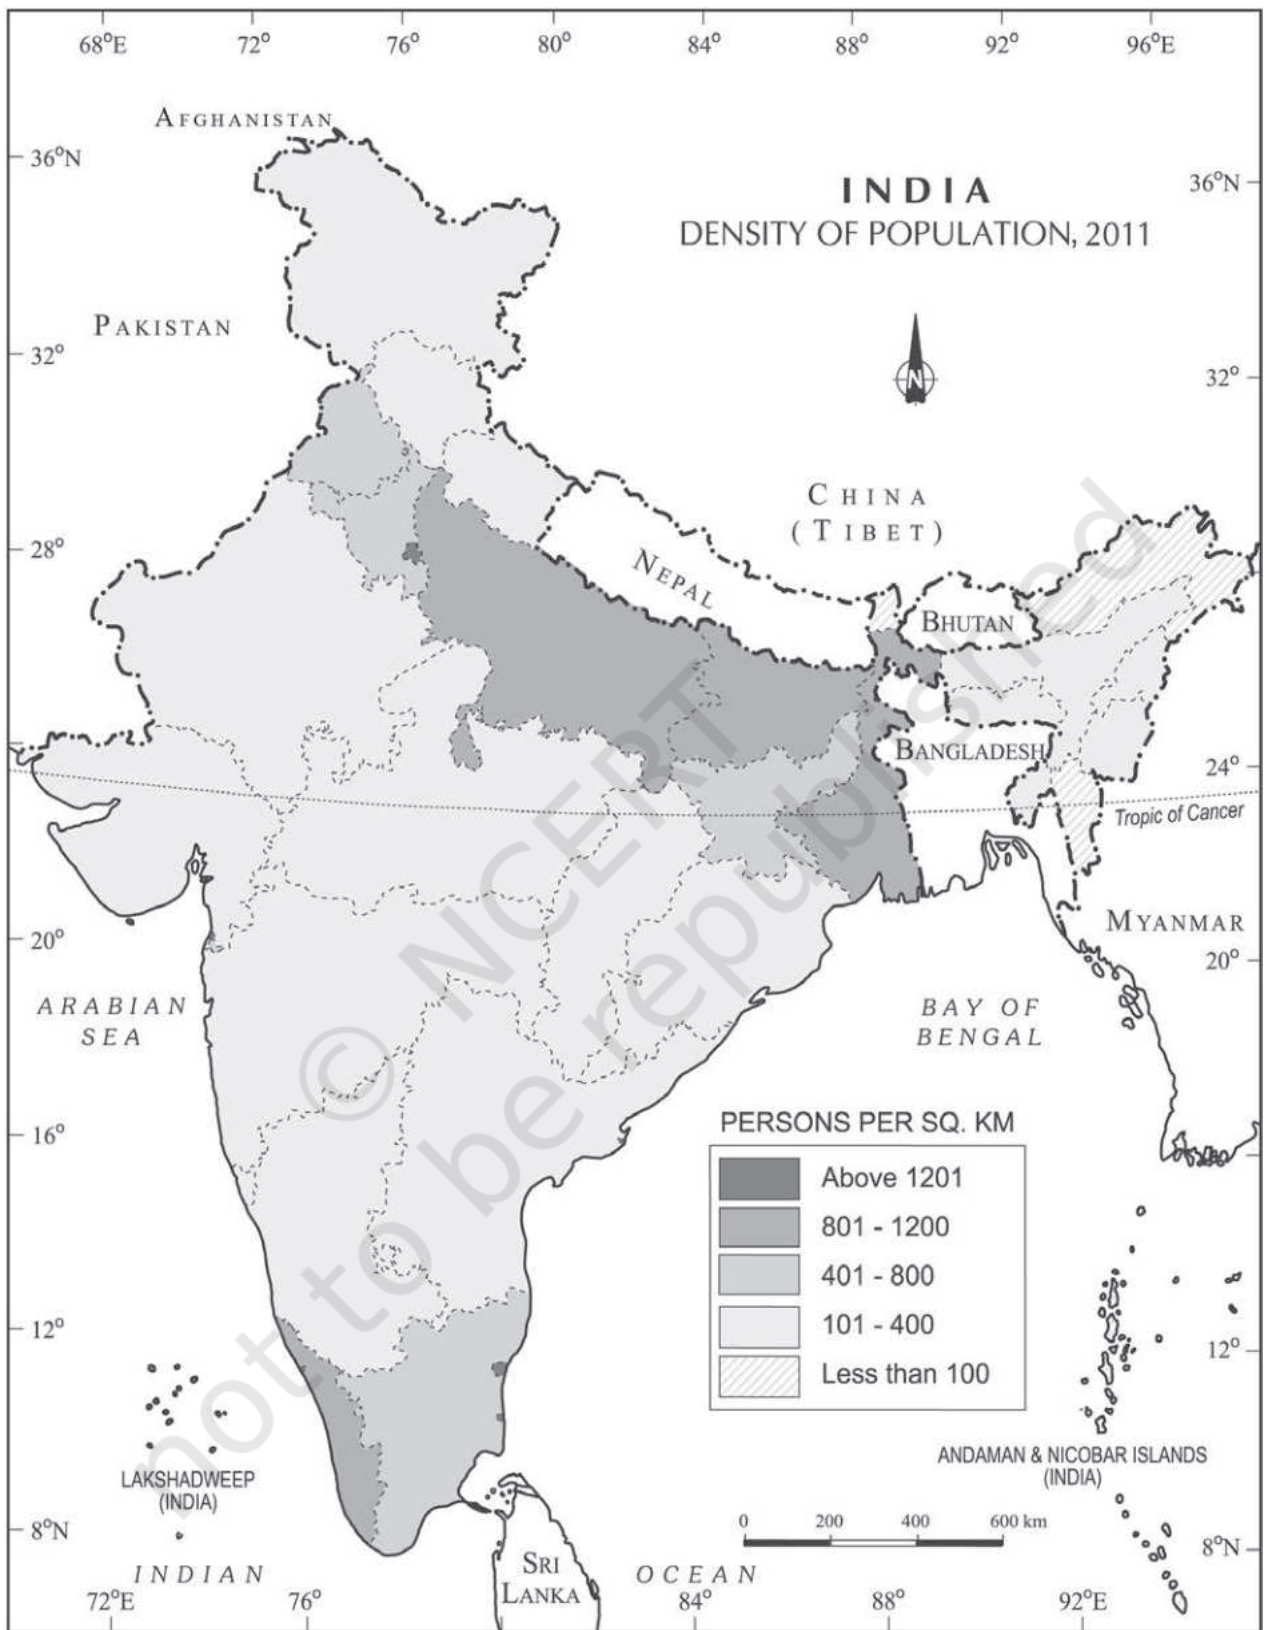 68°E 72° 76° 80° 84° 88° 92° 96°E
AFGHANISTAN
36°N
INDIA
36°N
DENSITY OF POPULATION, 2011
PAKISTAN
N
32°
32°
CHINA
(TIBET)
28°
NEPAL
BHUTAN
BANGLADESH
24°
Tropic of Cancer
MYANMAR
20°
20°
ARABIAN
SEA
BAY OF
BENGAL
© NCERT
not to be republished
16°
PERSONS PER SQ. KM
Above 1201
801 - 1200
401 - 800
101 - 400
Less than 100
12°
12°
LAKSHADWEEP
(INDIA)
ANDAMAN & NICOBAR ISLANDS
(INDIA)
0 200 400 600 km
8°N
8°N
SRI
LANKA
INDIAN OCEAN
72°E 76° 84° 88° 92°E